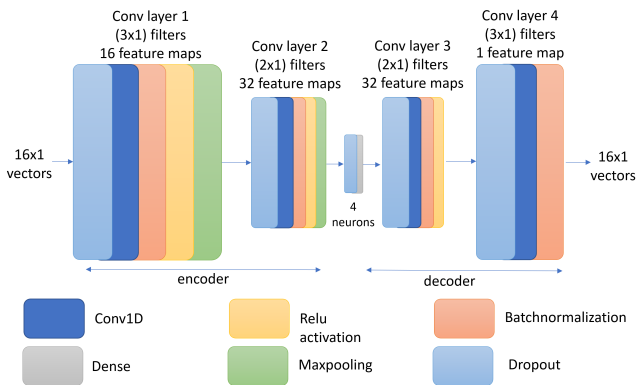 Conv layer 1
(3x1) filters
16 feature maps
Conv layer 2
(2x1) filters
32 feature maps
Conv layer 3
(2x1) filters
32 feature maps
Conv layer 4
(3x1) filters
1 feature map
16x1
vectors
4
neurons
16x1
vectors
encoder
decoder
Conv1D
Relu
activation
Batchnormalization
Dense
Maxpooling
Dropout